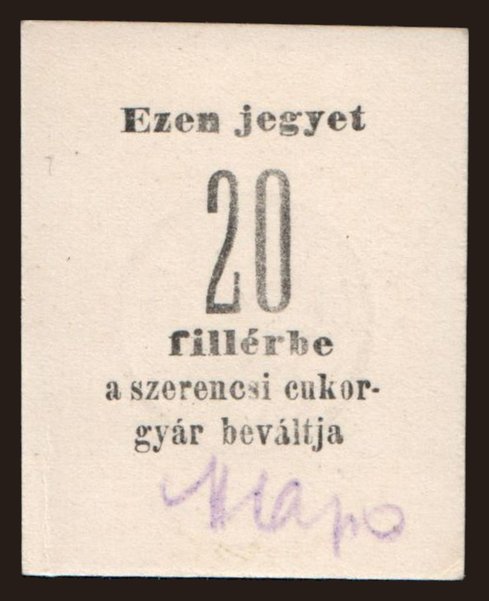 Ezen jegyet
20
fillérbe
a szerencsi cukor-
gyár beváltja